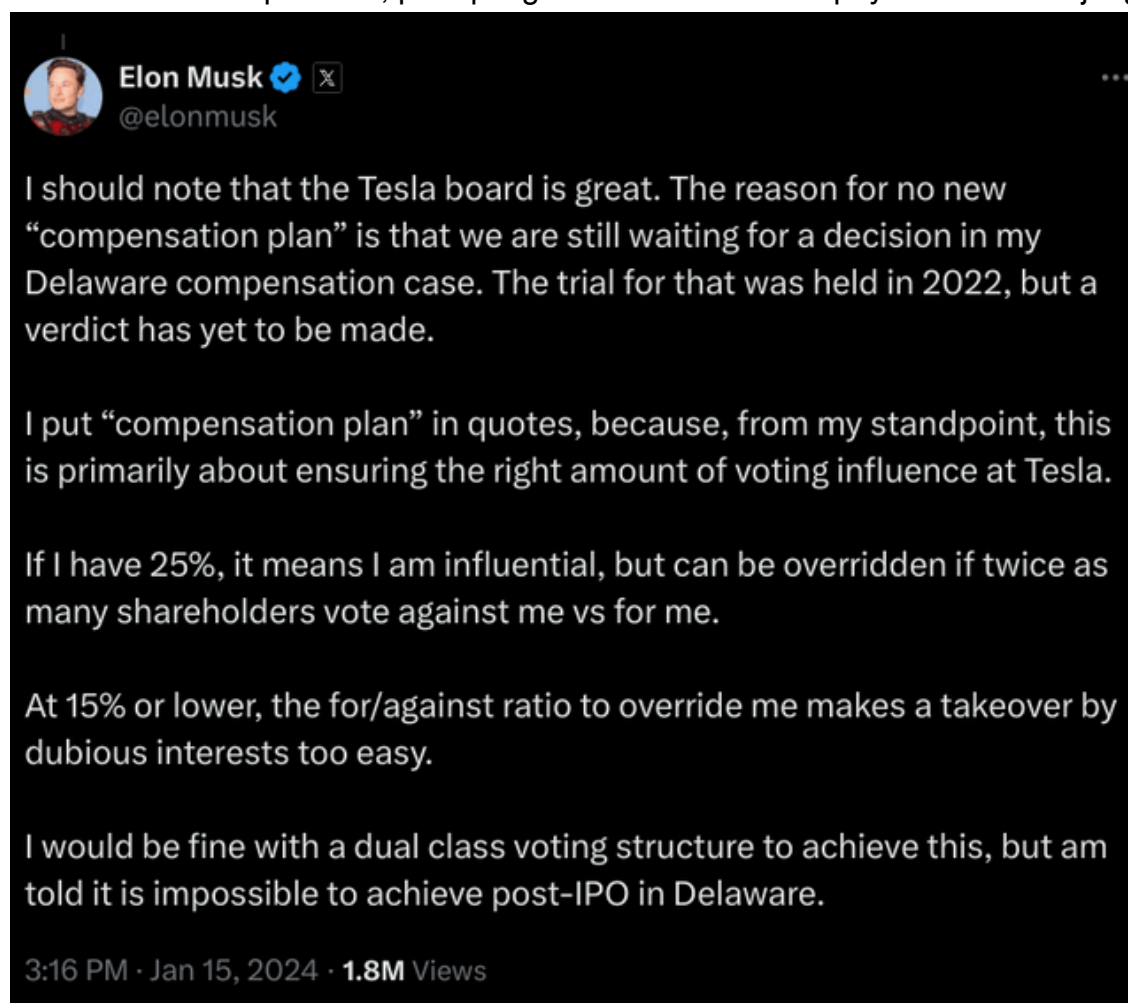 Elon Musk
@elonmusk
I should note that the Tesla board is great. The reason for no new
“compensation plan” is that we are still waiting for a decision in my
Delaware compensation case. The trial for that was held in 2022, but a
verdict has yet to be made.
I put “compensation plan” in quotes, because, from my standpoint, this
is primarily about ensuring the right amount of voting influence at Tesla.
If I have 25%, it means I am influential, but can be overridden if twice as
many shareholders vote against me vs for me.
At 15% or lower, the for/against ratio to override me makes a takeover by
dubious interests too easy.
I would be fine with a dual class voting structure to achieve this, but am
told it is impossible to achieve post-IPO in Delaware.
3:16 PM · Jan 15, 2024 · 1.8M Views